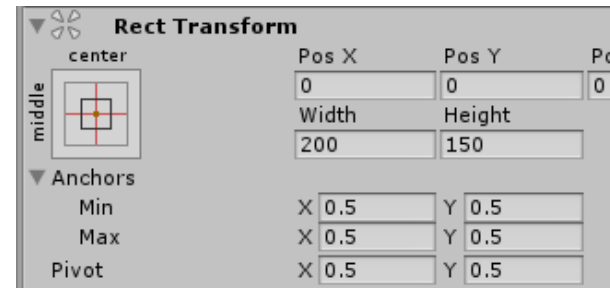 Rect Transform
center
Pos X Pos Y
middle
0 0 0
Width Height
200 150
Anchors
Min X 0.5 Y 0.5
Max X 0.5 Y 0.5
Pivot X 0.5 Y 0.5